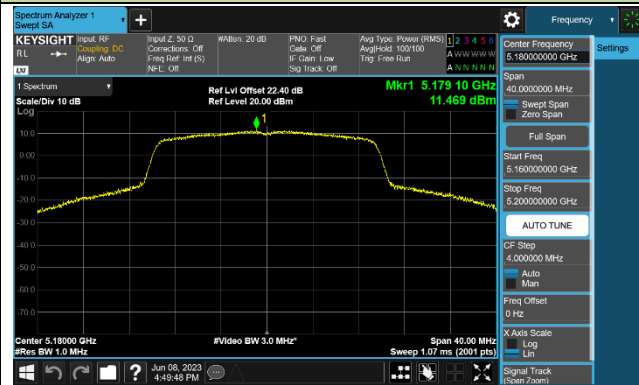 Spectrum Analyzer 1
Swept SA
Frequency
KEYSIGHT
RL
LXI
Input: RF
Coupling: DC
Align: Auto
Input Z: 50 Ω
Corrections: Off
Freq Ref: Int (S)
NFE: Off
#Atten: 20 dB
PNO: Fast
Gate: Off
IF Gain: Low
Sig Track: Off
Avg Type: Power (RMS)
Avg|Hold: 100/100
Trig: Free Run
1 2 3 4 5 6
A W W W W W
A N N N N N
1 Spectrum
Scale/Div 10 dB
Log
Ref Lvl Offset 22.40 dB
Ref Level 20.00 dBm
Mkr1 5.179 10 GHz
11.469 dBm
1
10.0
0.00
-10.0
-20.0
-30.0
-40.0
-50.0
-60.0
-70.0
Center 5.18000 GHz
#Res BW 1.0 MHz
#Video BW 3.0 MHz*
Span 40.00 MHz
Sweep 1.07 ms (2001 pts)
Jun 08, 2023
4:49:48 PM
Center Frequency
5.180000000 GHz
Settings
Span
40.0000000 MHz
Swept Span
Zero Span
Full Span
Start Freq
5.160000000 GHz
Stop Freq
5.200000000 GHz
AUTO TUNE
CF Step
4.000000 MHz
Auto
Man
Freq Offset
0 Hz
X Axis Scale
Log
Lin
Signal Track
(Span Zoom)